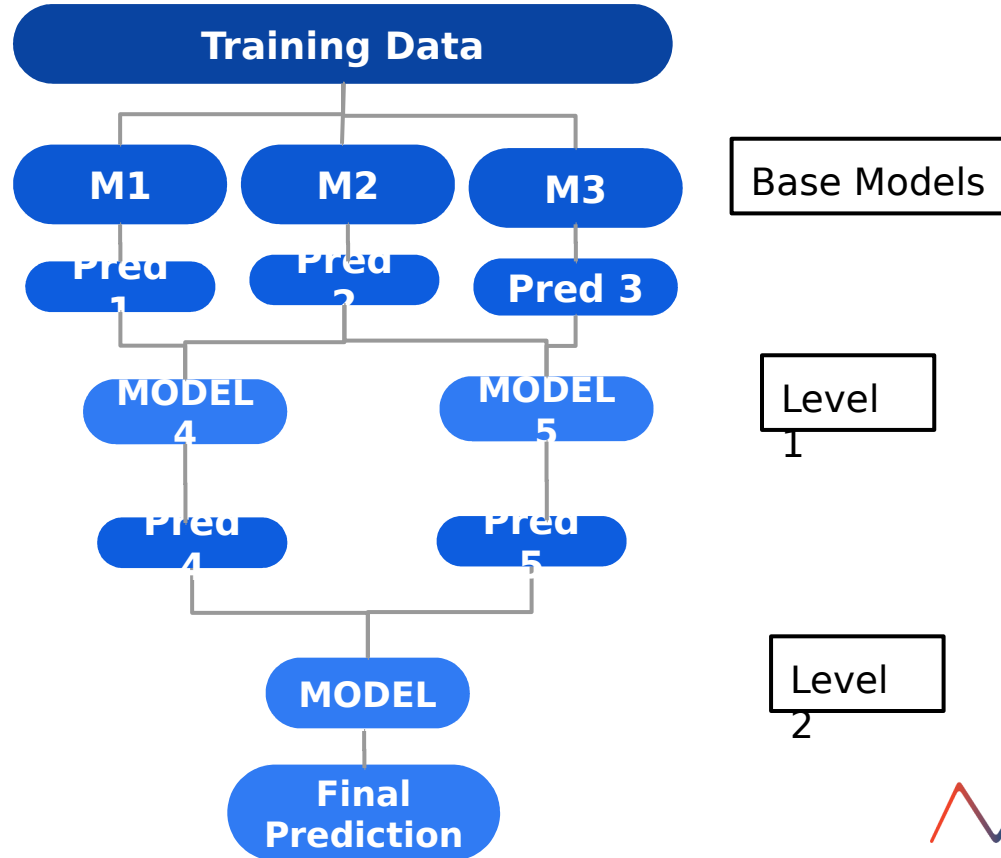 Training Data
M1
M2
M3
Base Models
Pred
1
Pred
2
Pred 3
MODEL
4
MODEL
5
Level
1
Pred
4
Pred
5
MODEL
Level
2
Final
Prediction